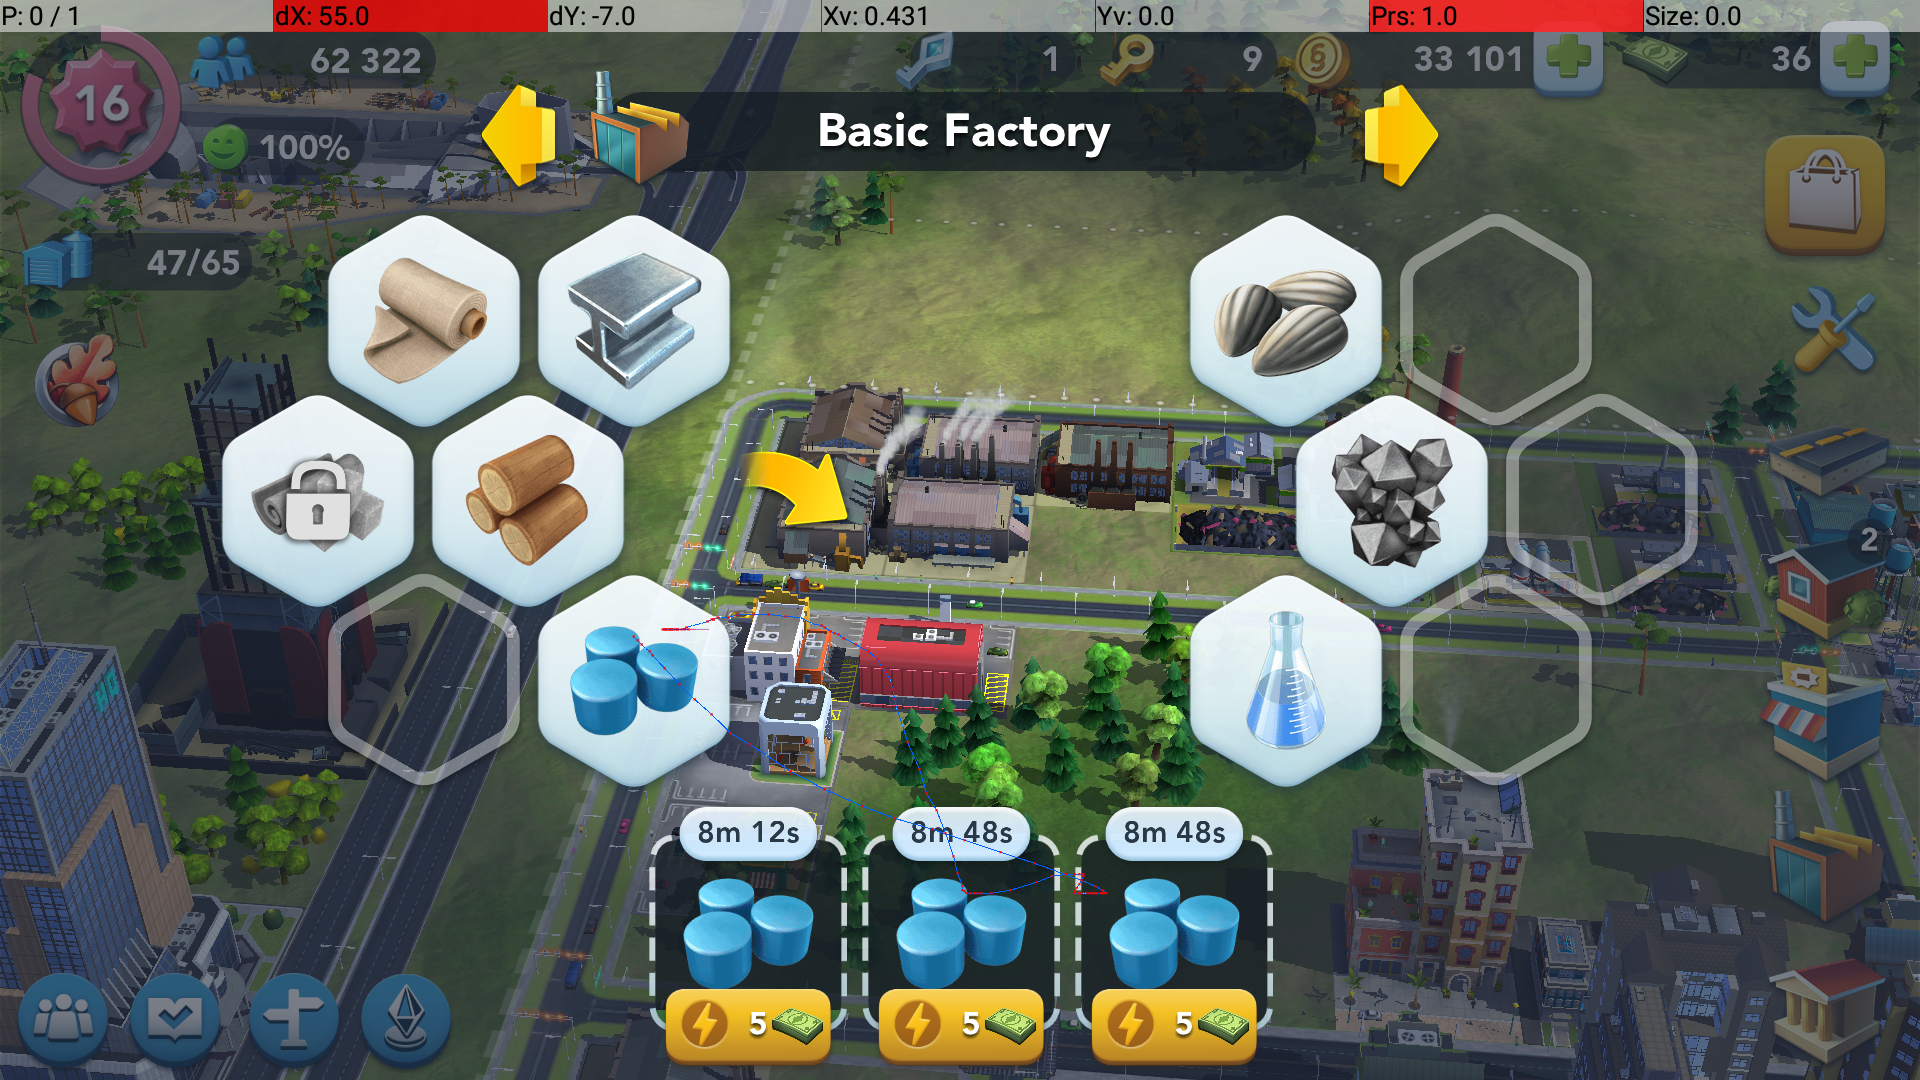 P: 0 / 1
dX: 55.0
dY: -7.0
Xv: 0.431
Yv: 0.0
Prs: 1.0
Size: 0.0
16
62 322
1
9
33 101
36
100%
Basic Factory
47/65
2
8m 12s
8m 48s
8m 48s
5
5
5